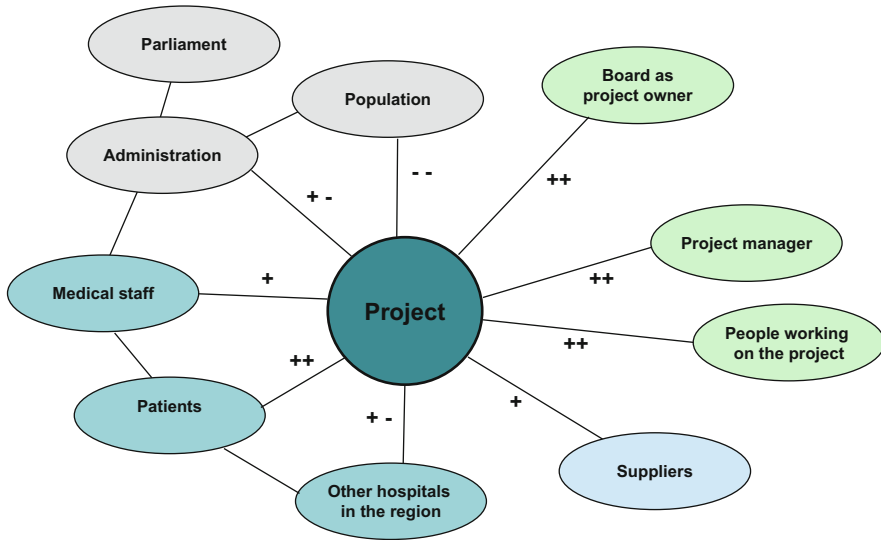 Parliament
Board as
project owner
Population
Administration
- -
++
+ -
Project manager
Medical staff
+
++
Project
People working
on the project
++
++
Patients
+ -
+
Suppliers
Other hospitals
in the region